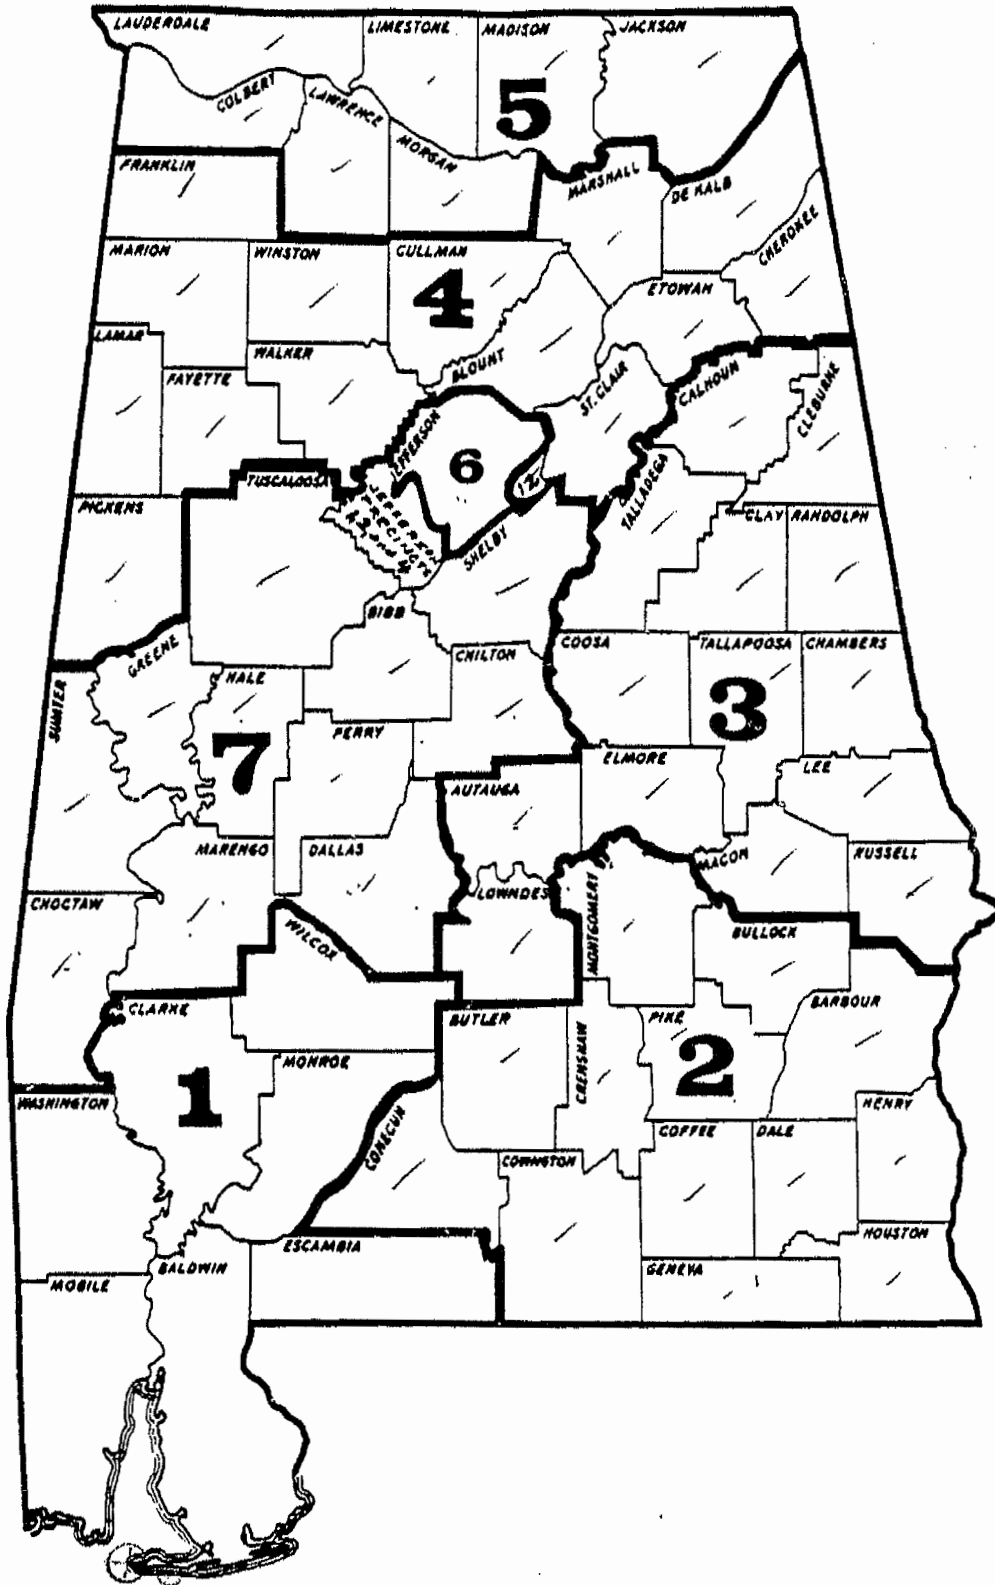 LAUDERDALE
LIMESTONE
MADISON
JACKSON
COLBERT
LAWRENCE
MORGAN
5
FRANKLIN
MARSHALL
DE KALB
CHEROKEE
MARION
WINSTON
CULLMAN
4
ETOWAH
LAMAR
WALKER
BLOUNT
FAYETTE
ST. CLAIR
CALHOUN
CLEBURNE
JEFFERSON
6
12
TUSCALOOSA
JEFFERSON
PRECINCTS
TALLADEGA
PICKENS
SHELBY
CLAY
RANDOLPH
BIBB
GREENE
CHILTON
COOSA
TALLAPOOSA
CHAMBERS
SUMTER
HALE
3
PERRY
7
ELMORE
LEE
AUTAUGA
MARENGO
DALLAS
MACON
RUSSELL
CHOCTAW
LOWNDES
MONTGOMERY
WILCOX
BULLOCK
CLARKE
BUTLER
PIKE
BARBOUR
CRENSHAW
2
MONROE
1
WASHINGTON
HENRY
CONECUH
COFFEE
DALE
COVINGTON
HOUSTON
ESCAMBIA
BALDWIN
GENEVA
MOBILE